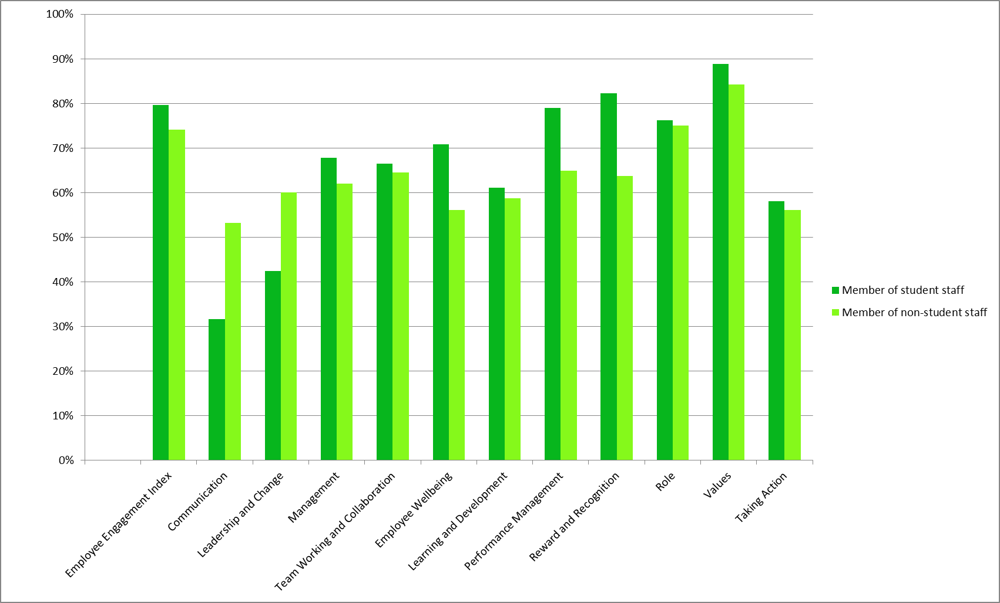 100%
90%
80%
70%
60%
50%
40%
30%
20%
10%
0%
Employee Engagement Index
Communication
Leadership and Change
Management
Team Working and Collaboration
Employee Wellbeing
Learning and Development
Performance Management
Reward and Recognition
Role
Values
Taking Action
Member of student staff
Member of non-student staff